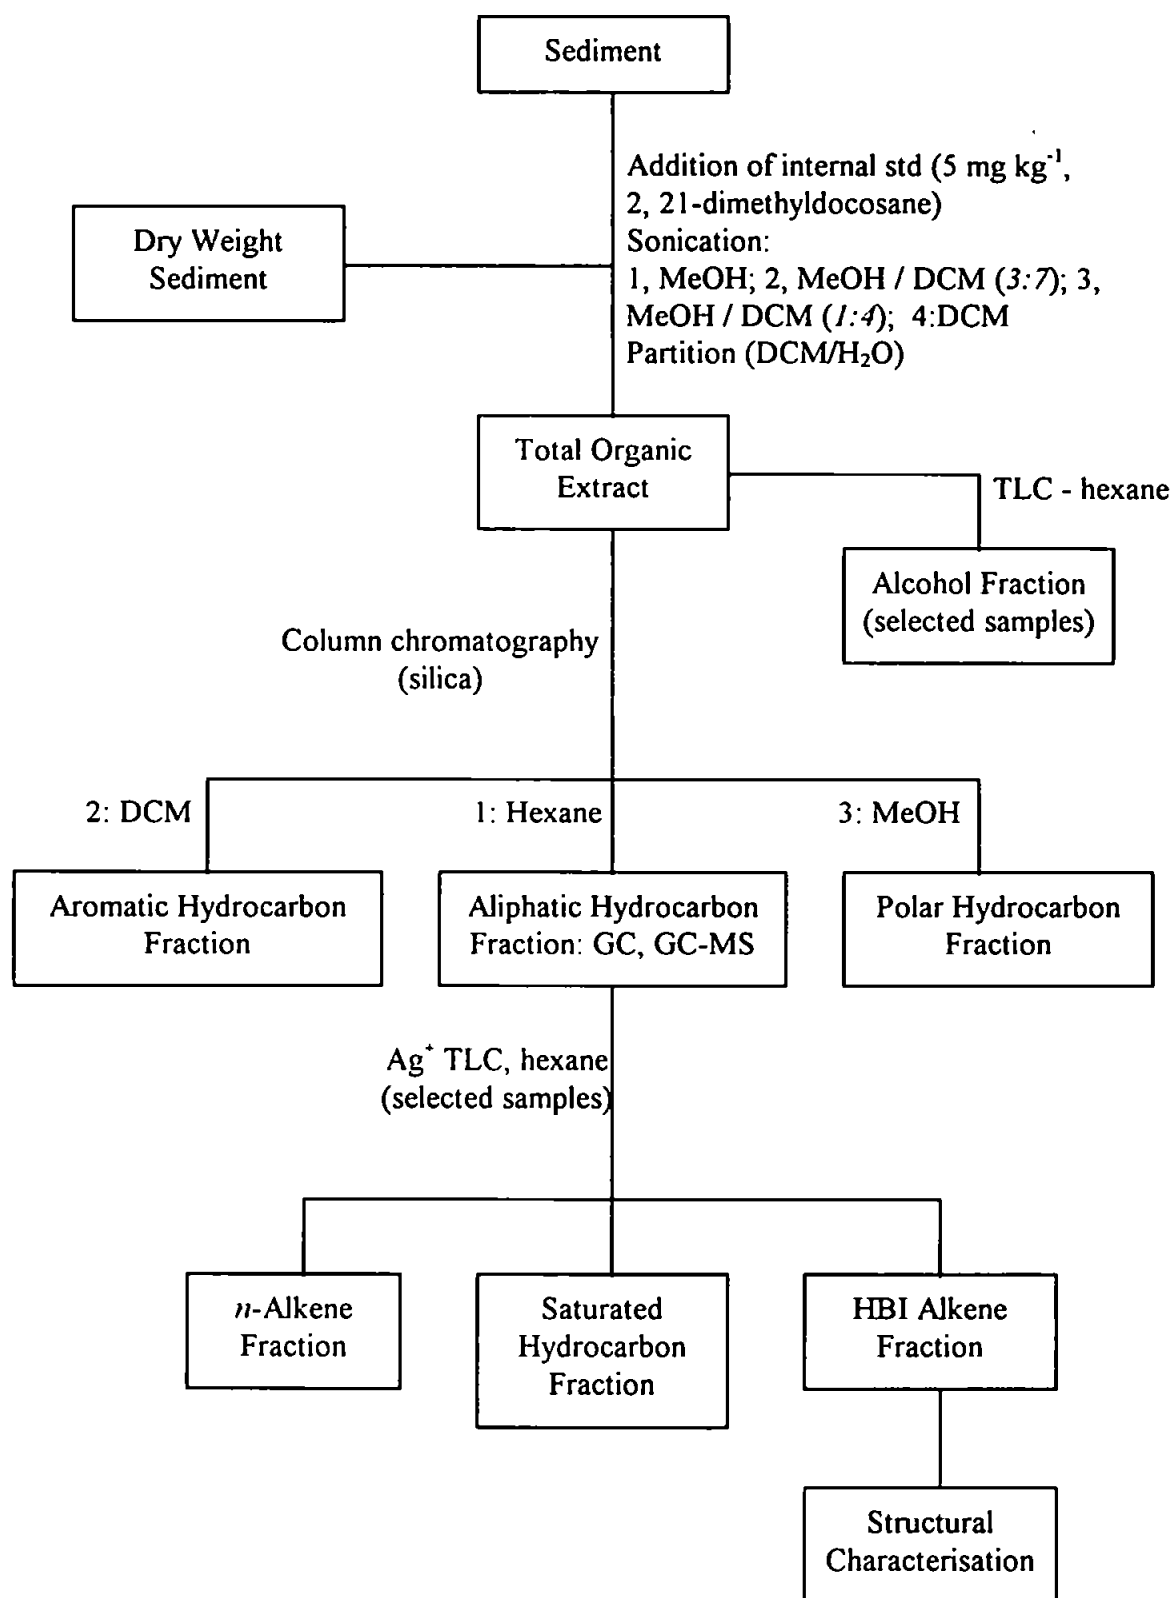 Sediment
Addition of internal std (5 mg kg⁻¹,
2, 21-dimethyldocosane)
Sonication:
1, MeOH; 2, MeOH / DCM (3:7); 3,
MeOH / DCM (1:4); 4:DCM
Partition (DCM/H₂O)
Dry Weight
Sediment
Total Organic
Extract
TLC - hexane
Alcohol Fraction
(selected samples)
Column chromatography
(silica)
2: DCM
1: Hexane
3: MeOH
Aromatic Hydrocarbon
Fraction
Aliphatic Hydrocarbon
Fraction: GC, GC-MS
Polar Hydrocarbon
Fraction
Ag⁺ TLC, hexane
(selected samples)
n-Alkene
Fraction
Saturated
Hydrocarbon
Fraction
HBI Alkene
Fraction
Structural
Characterisation